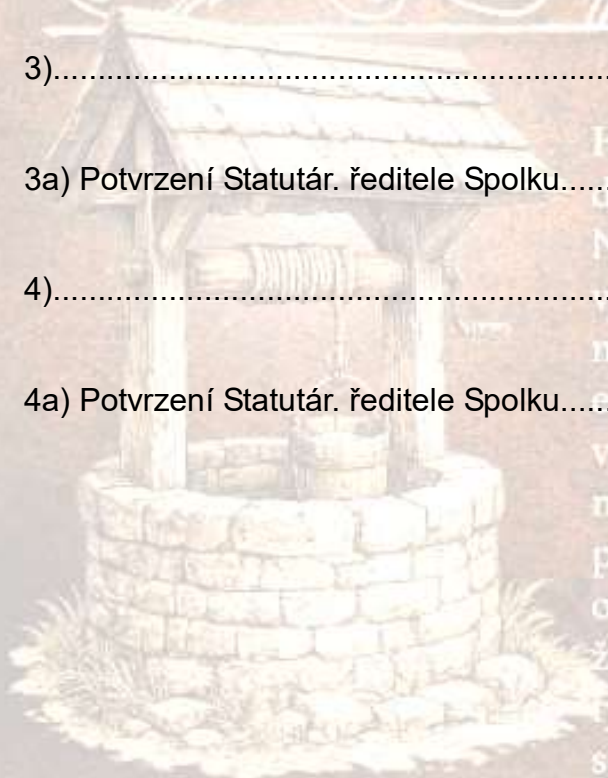 3)......................................................................
3a) Potvrzení Statutár. ředitele Spolku......
4)......................................................................
4a) Potvrzení Statutár. ředitele Spolku......